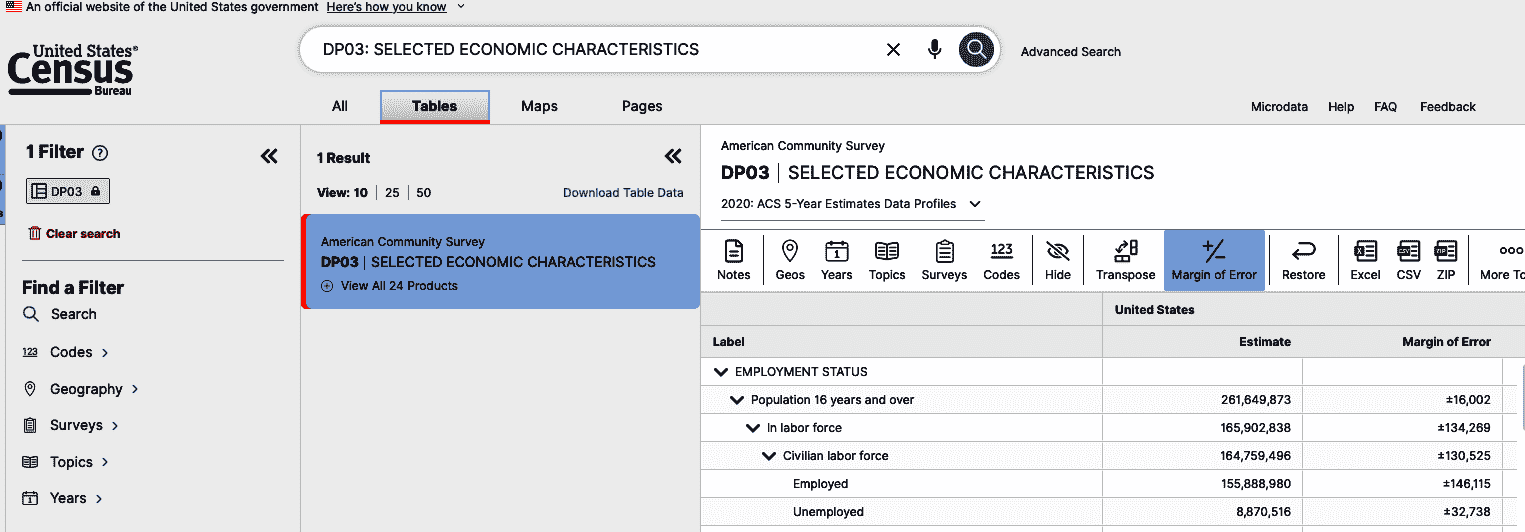 An official website of the United States government Here's how you know
United States®
Census
Bureau
DP03: SELECTED ECONOMIC CHARACTERISTICS
Advanced Search
All Tables Maps Pages
Microdata Help FAQ Feedback
1 Filter ?
DP03
Clear search
Find a Filter
Search
123 Codes
Geography
Surveys
Topics
1 Years
1 Result
View: 10 | 25 | 50 Download Table Data
American Community Survey
DP03 | SELECTED ECONOMIC CHARACTERISTICS
View All 24 Products
American Community Survey
DP03 | SELECTED ECONOMIC CHARACTERISTICS
2020: ACS 5-Year Estimates Data Profiles
Notes Geos Years Topics Surveys 123 Codes Hide Transpose +/- Margin of Error Restore Excel CSV ZIP More To
United States
Label Estimate Margin of Error
EMPLOYMENT STATUS
Population 16 years and over 261,649,873 ±16,002
In labor force 165,902,838 ±134,269
Civilian labor force 164,759,496 ±130,525
Employed 155,888,980 ±146,115
Unemployed 8,870,516 ±32,738